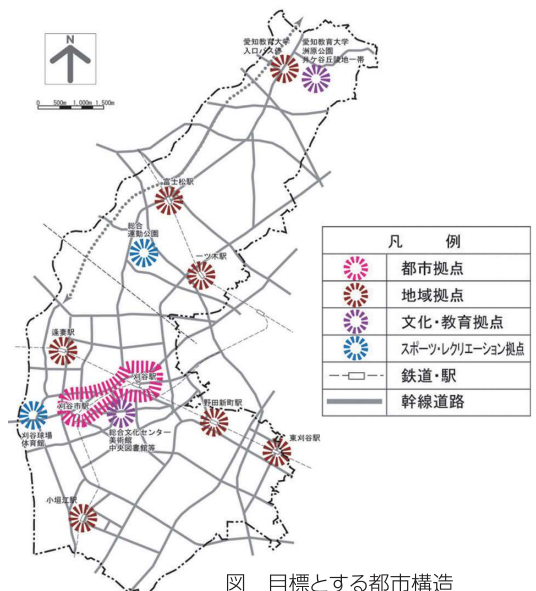 N
0 500m 1,000m 1,500m
愛知教育大学
入口バス停
愛知教育大学
洲原公園
井ケ谷丘陵地一帯
富士松駅
総合
運動公園
一ツ木駅
逢妻駅
刈谷駅
刈谷市駅
刈谷球場
体育館
総合文化センター
美術館
中央図書館等
野田新町駅
東刈谷駅
小垣江駅
凡 例
都市拠点
地域拠点
文化・教育拠点
スポーツ・レクリエーション拠点
鉄道・駅
幹線道路
図 目標とする都市構造